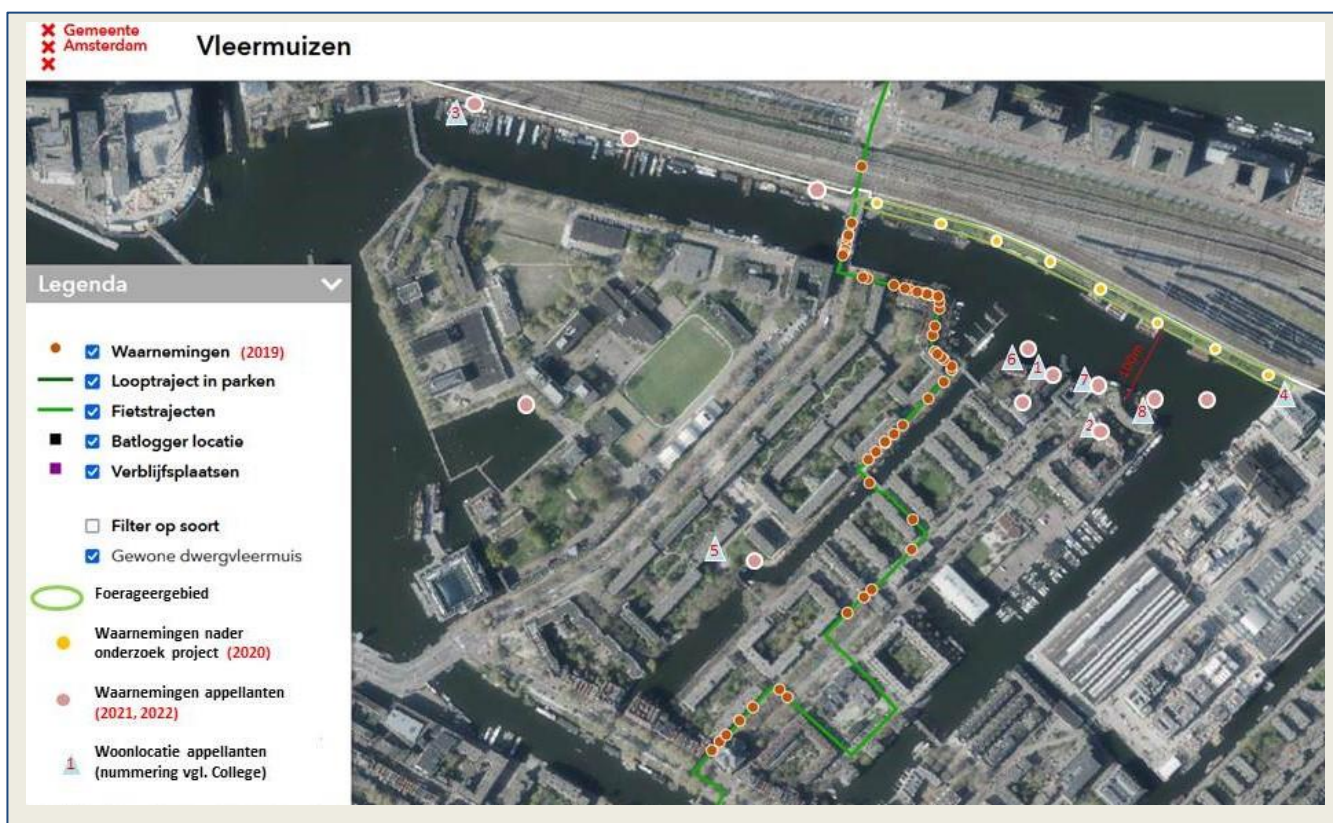 Gemeente
Amsterdam
Vleermuizen
Legenda
Waarnemingen (2019)
Looptraject in parken
Fietstrajecten
Batlogger locatie
Verblijfsplaatsen
Filter op soort
Gewone dwergvleermuis
Foerageergebied
Waarnemingen nader
onderzoek project (2020)
Waarnemingen appellanten
(2021, 2022)
1
Woonlocatie appellanten
(nummering vgl. College)
3
6
1
7
100m
4
8
2
5